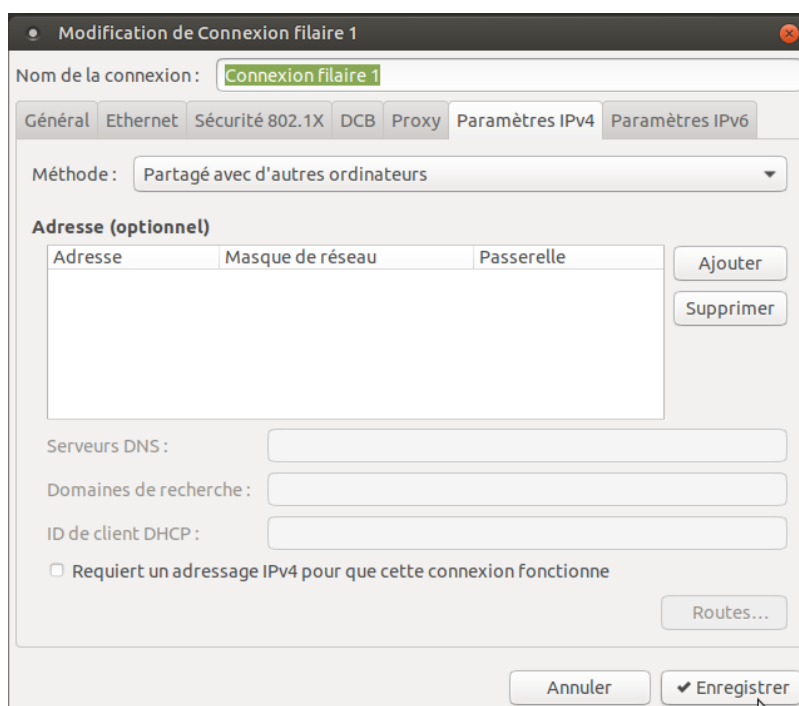 Modification de Connexion filaire 1
Nom de la connexion : Connexion filaire 1
Général Ethernet Sécurité 802.1X DCB Proxy Paramètres IPv4 Paramètres IPv6
Méthode : Partagé avec d'autres ordinateurs
Adresse (optionnel)
Adresse Masque de réseau Passerelle
Ajouter
Supprimer
Serveurs DNS :
Domaines de recherche :
ID de client DHCP :
Requiert un adressage IPv4 pour que cette connexion fonctionne
Routes...
Annuler Enregistrer